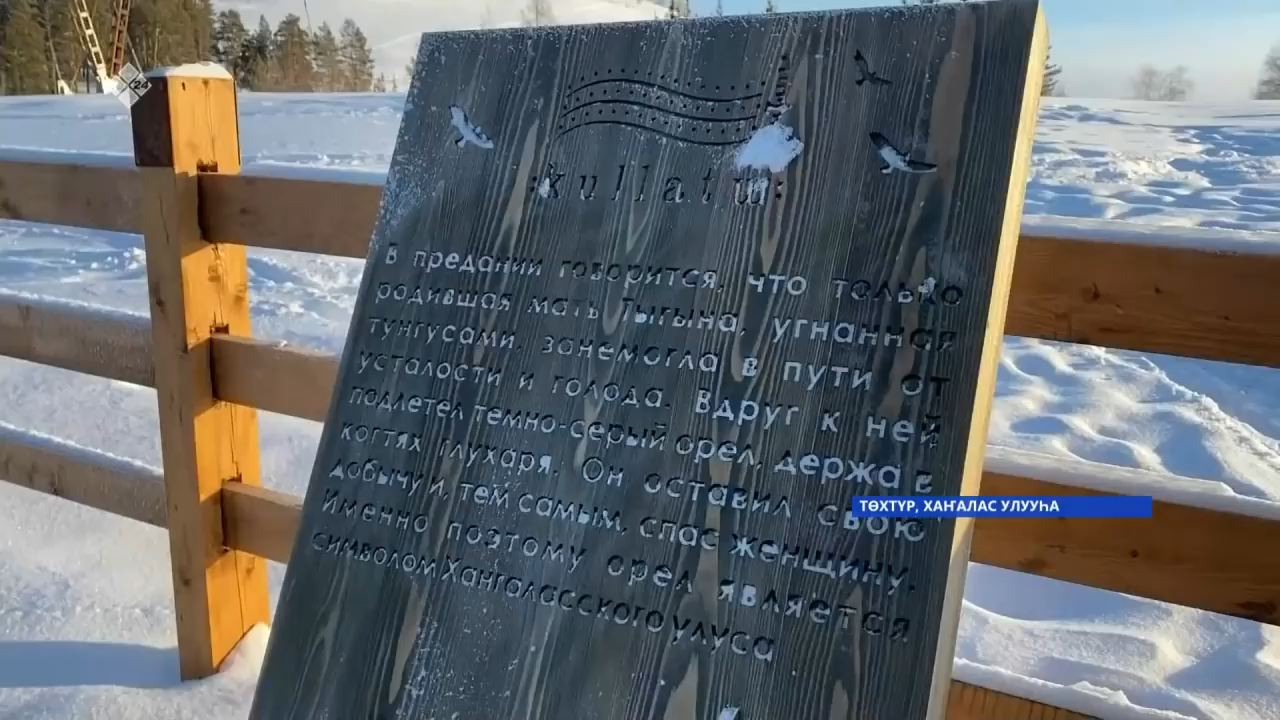 24
:kullatu:
В предании говорится, что только
родившая мать Тыгына, угнанная
тунгусами, занемогла в пути от
усталости и голода. Вдруг к ней
подлетел темно-серый орел, держа в
когтях глухаря. Он оставил свою
добычу и, тем самым, спас женщину.
Именно поэтому орел является
символом Хангаласского улуса
ТӨХТҮР, ХАҤАЛАС УЛУУҺА